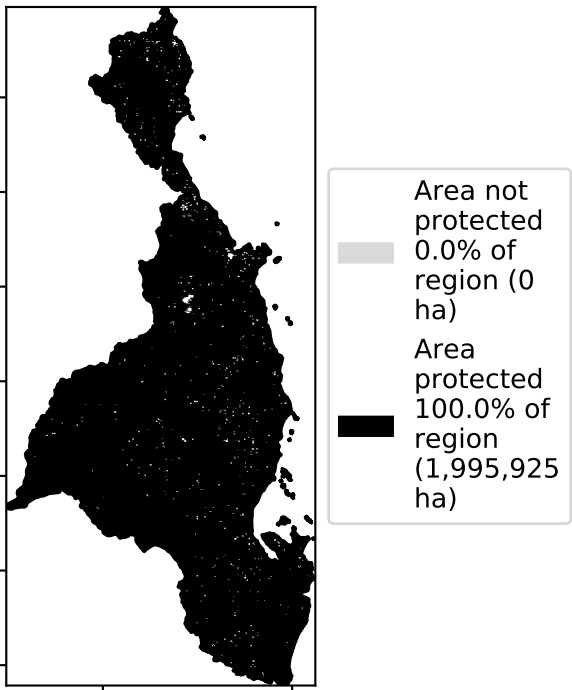 Area not
protected
0.0% of
region (0
ha)
Area
protected
100.0% of
region
(1,995,925
ha)